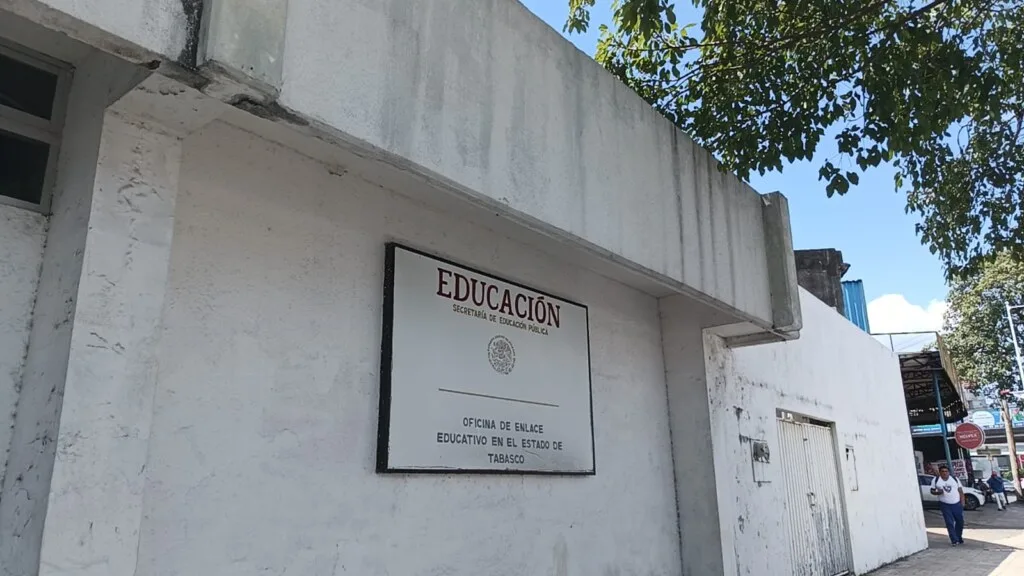 EDUCACIÓN
SECRETARÍA DE EDUCACIÓN PÚBLICA
OFICINA DE ENLACE
EDUCATIVO EN EL ESTADO DE
TABASCO